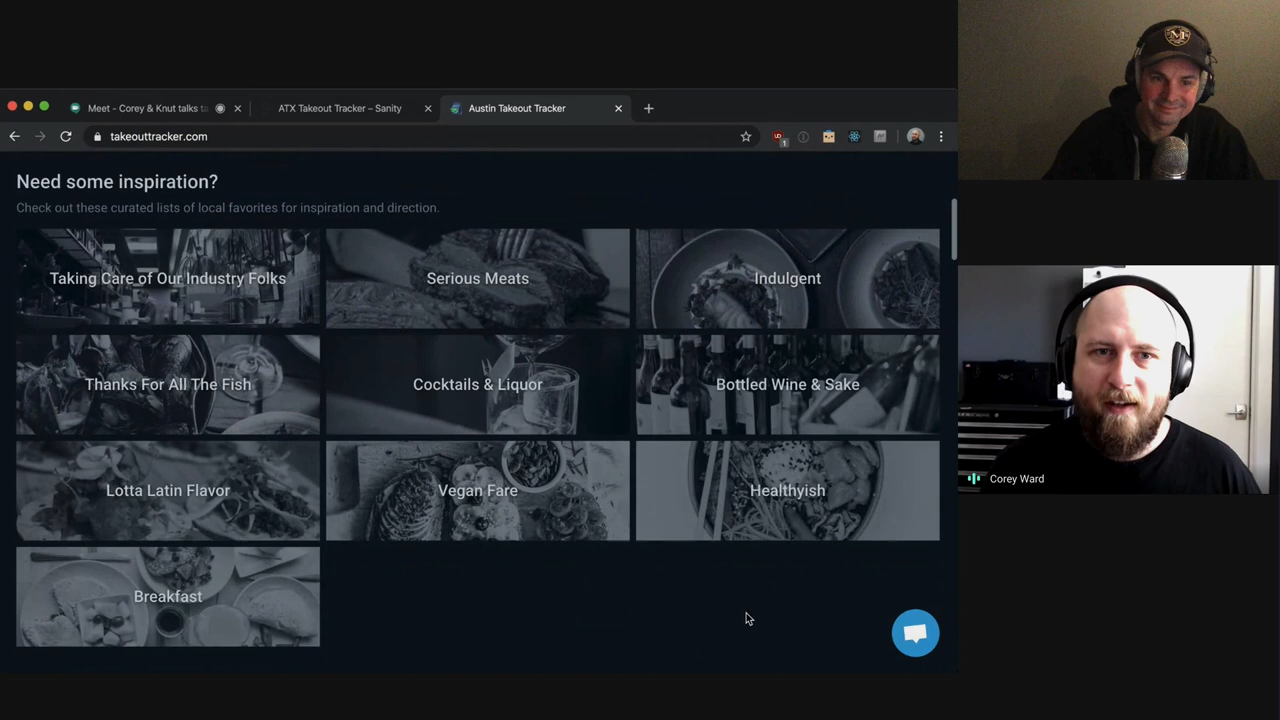 Meet - Corey & Knut talks ta
ATX Takeout Tracker – Sanity
Austin Takeout Tracker
takeouttracker.com
1
Need some inspiration?
Check out these curated lists of local favorites for inspiration and direction.
Taking Care of Our Industry Folks
Serious Meats
Indulgent
Thanks For All The Fish
Cocktails & Liquor
Bottled Wine & Sake
Lotta Latin Flavor
Vegan Fare
Healthyish
Breakfast
M
Corey Ward